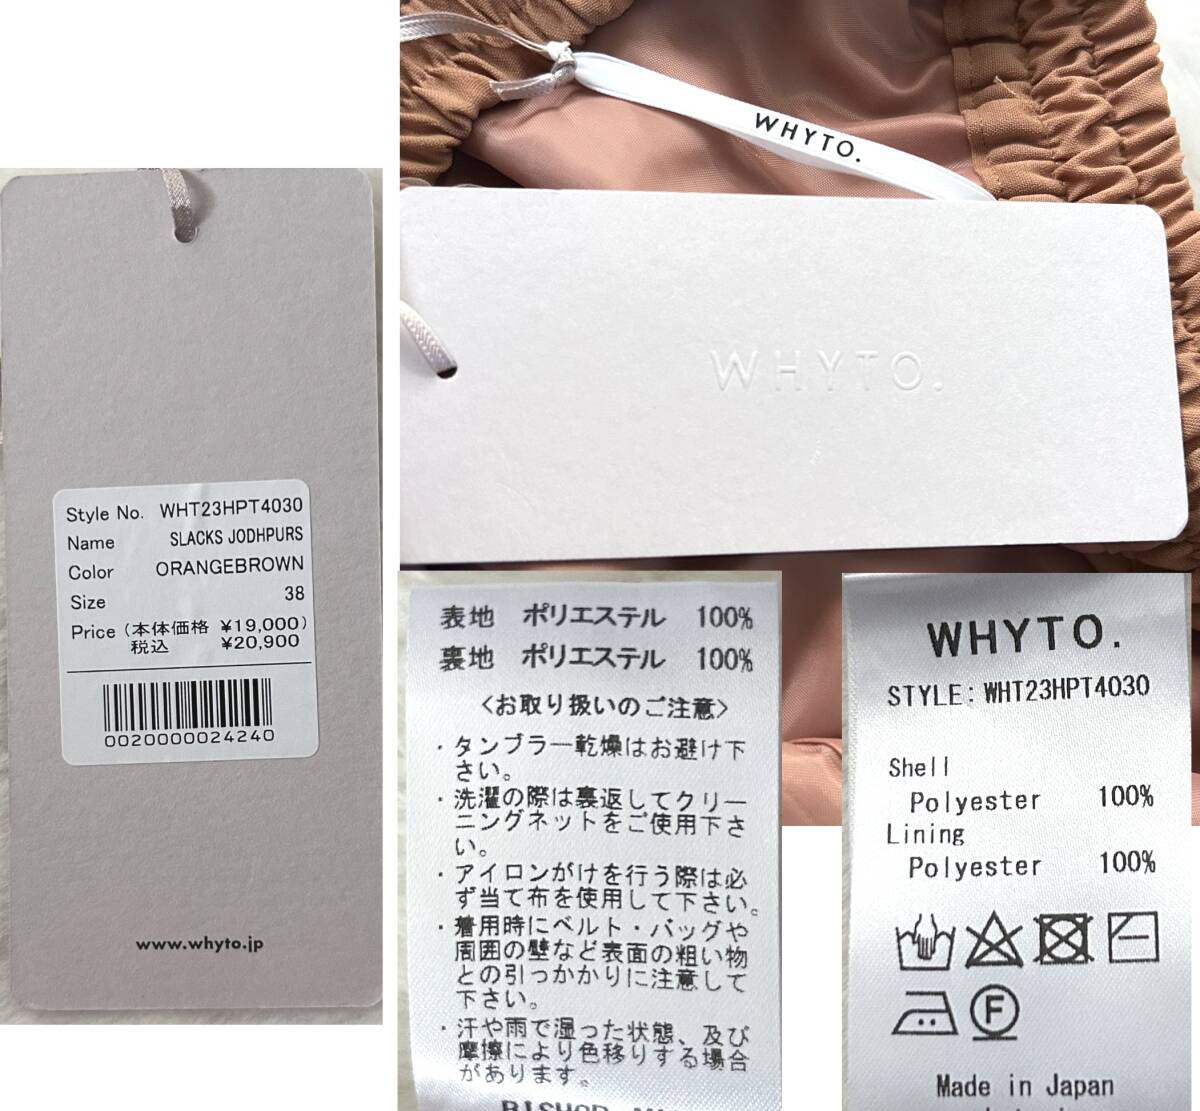 Style No. WHT23HPT4030
Name SLACKS JODHPURS
Color ORANGEBROWN
Size 38
Price (本体価格 ¥19,000)
税込 ¥20,900
0020000024240
www.whyto.jp
WHYTO.
WHYTO.
表地 ポリエステル 100%
裏地 ポリエステル 100%
<お取り扱いのご注意>
・タンブラー乾燥はお避け下
さい。
・洗濯の際は裏返してクリー
ニングネットをご使用下さ
い。
・アイロンがけを行う際は必
ず当て布を使用して下さい。
・着用時にベルト・バッグや
周囲の壁など表面の粗い物
との引っかかりに注意して
下さい。
・汗や雨で湿った状態、及び
摩擦により色移りする場合
があります。
WHYTO.
STYLE:WHT23HPT4030
Shell
Polyester 100%
Lining
Polyester 100%
F
Made in Japan